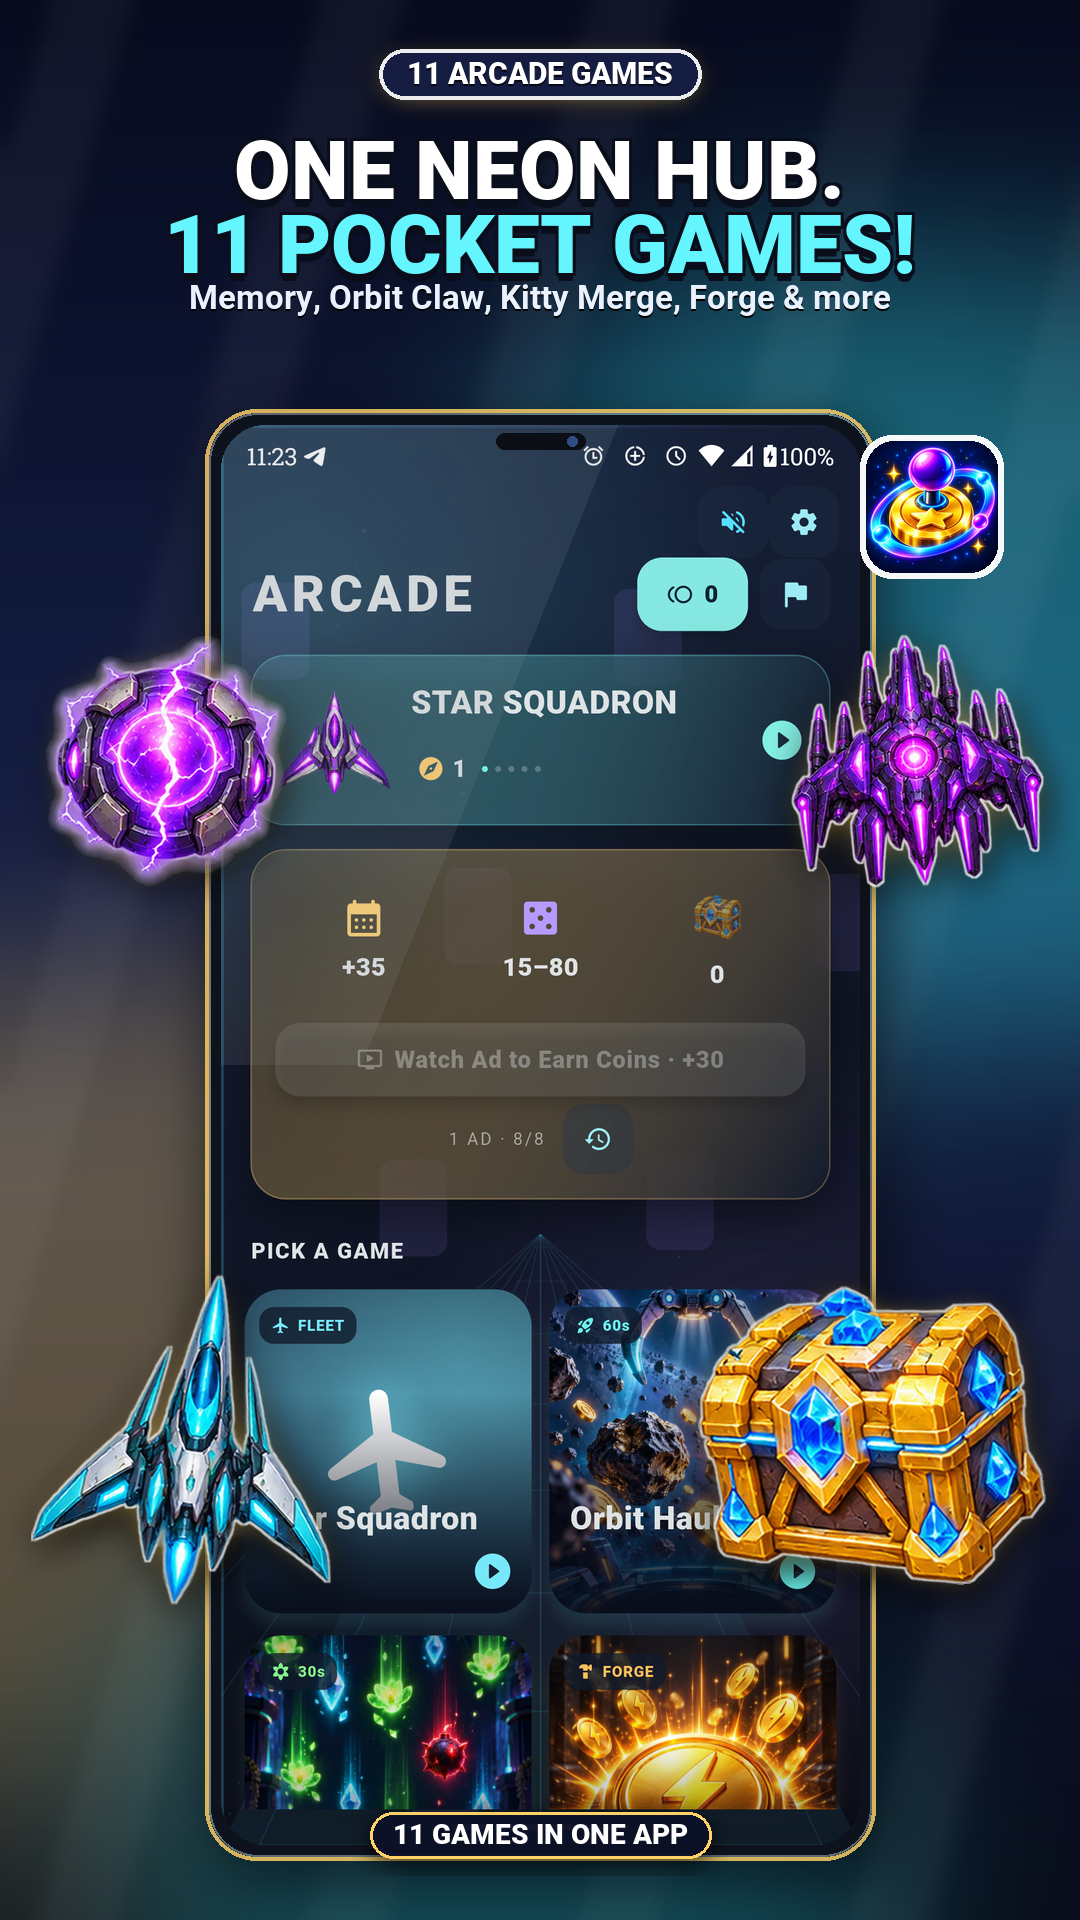 11 ARCADE GAMES
ONE NEON HUB.
11 POCKET GAMES!
Memory, Orbit Claw, Kitty Merge, Forge & more
11:23
100%
ARCADE
0
STAR SQUADRON
1
+35
15–80
0
Watch Ad to Earn Coins · +30
1 AD · 8/8
PICK A GAME
FLEET
60s
r Squadron
Orbit Haul
30s
FORGE
11 GAMES IN ONE APP